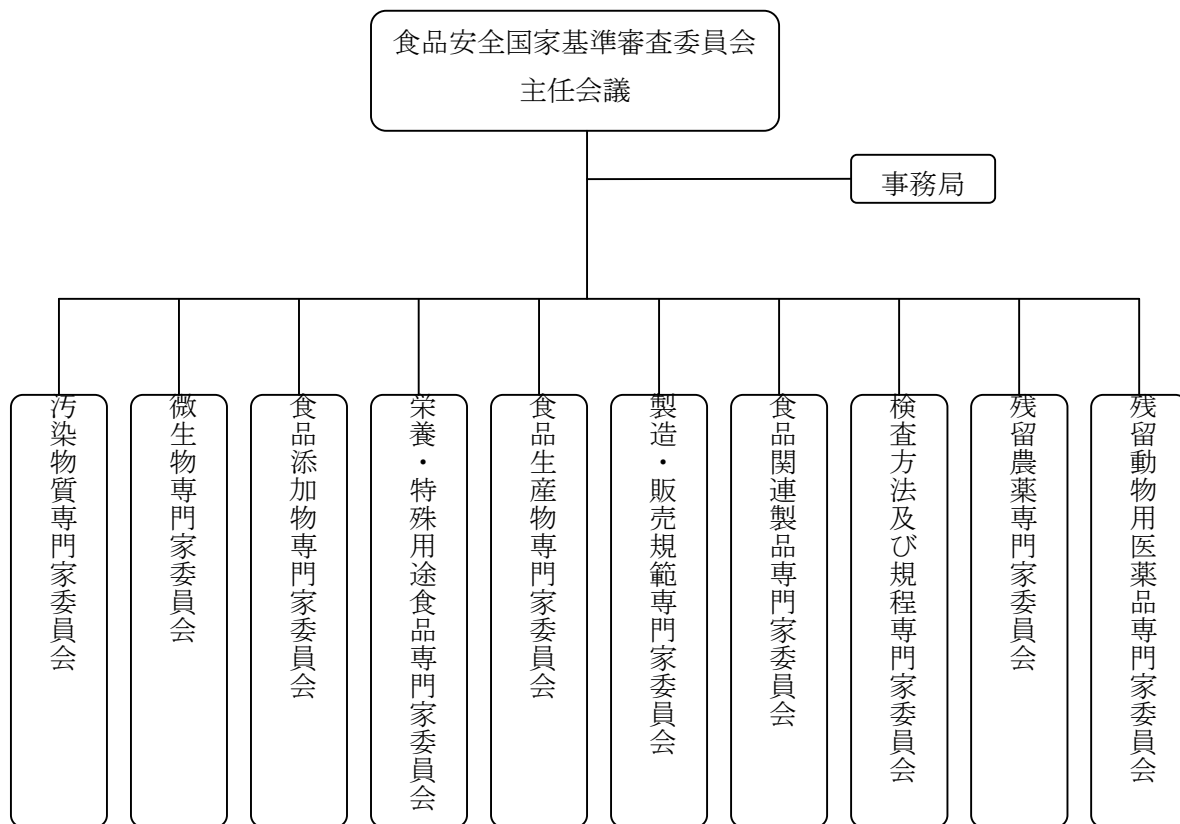 食品安全国家基準審査委員会
主任会議
事務局
汚染物質専門家委員会
微生物専門家委員会
食品添加物専門家委員会
栄養・特殊用途食品専門家委員会
食品生産物専門家委員会
製造・販売規範専門家委員会
食品関連製品専門家委員会
検査方法及び規程専門家委員会
残留農薬専門家委員会
残留動物用医薬品専門家委員会